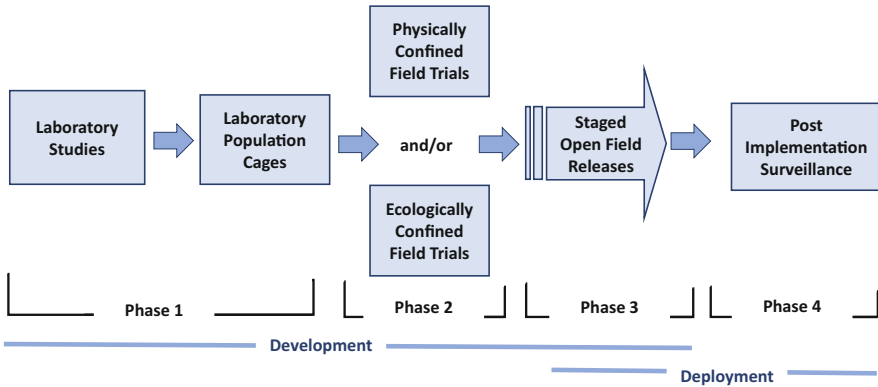 Laboratory
Studies
Laboratory
Population
Cages
Physically
Confined
Field Trials
and/or
Ecologically
Confined
Field Trials
Staged
Open Field
Releases
Post
Implementation
Surveillance
Phase 1
Phase 2
Phase 3
Phase 4
Development
Deployment